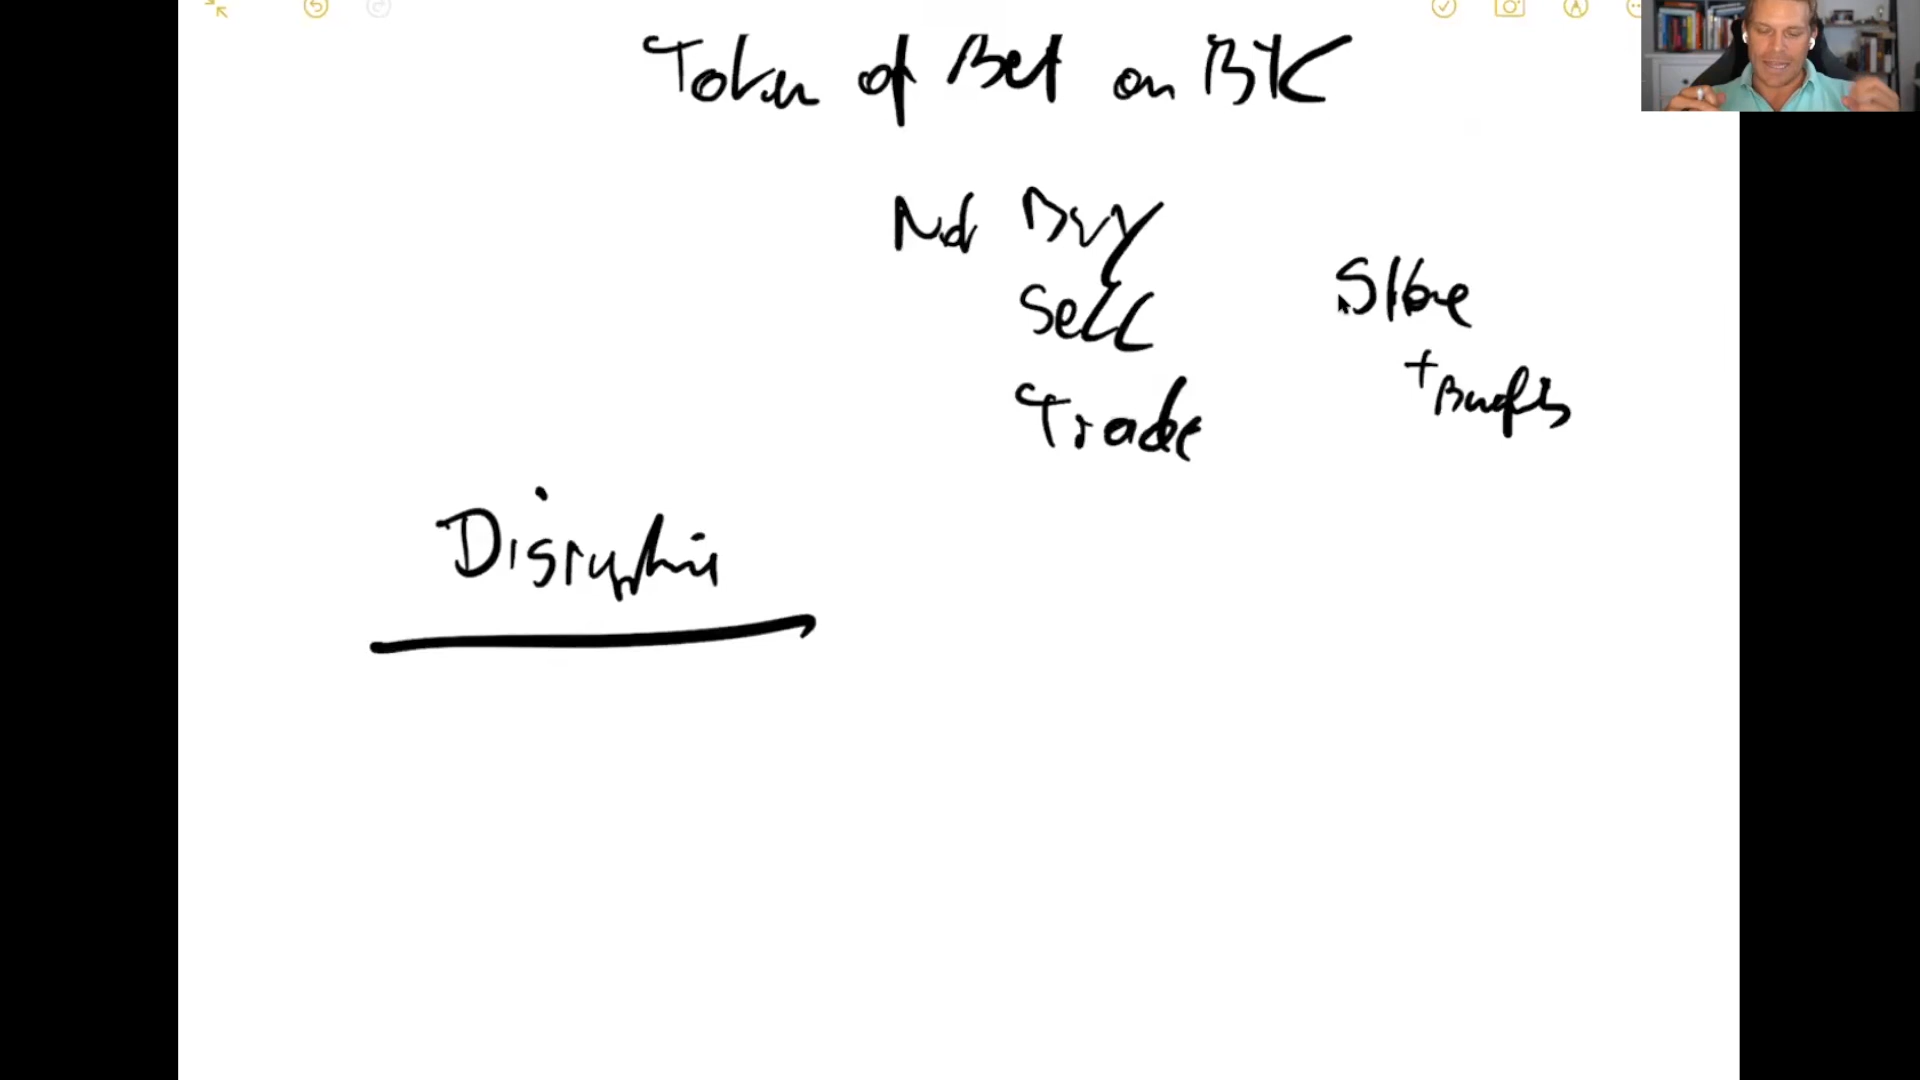 Token of Bet on BTC
Not Buy
Sell
Trade
Store
+ Benefits
Disruption